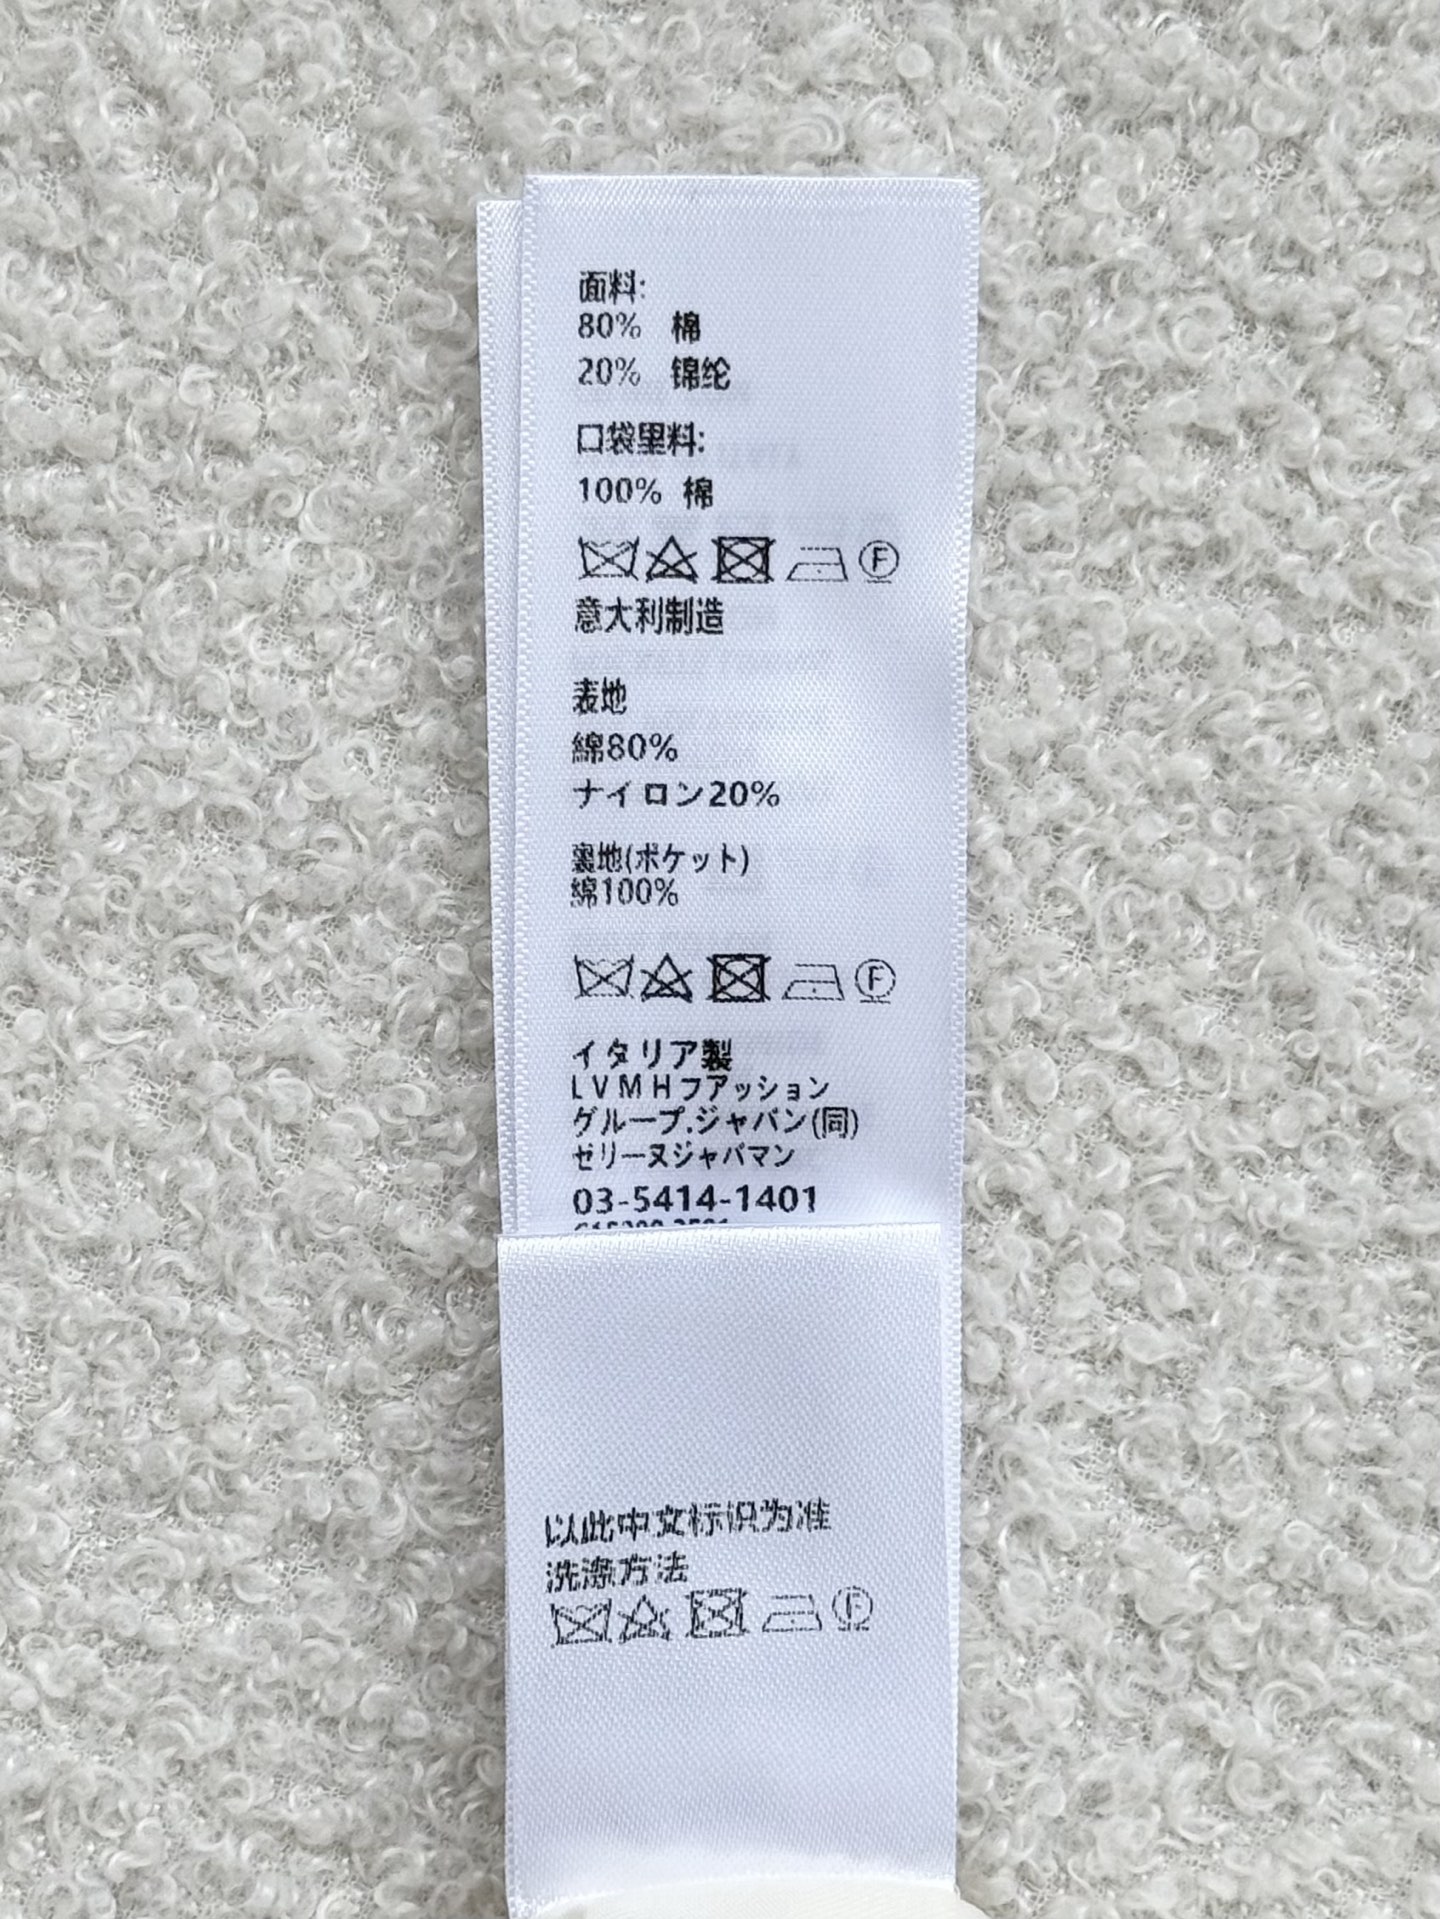 面料:
80% 棉
20% 锦纶
口袋里料:
100% 棉
F
意大利制造
表地
綿80%
ナイロン20%
裏地(ポケット)
綿100%
F
イタリア製
LVMHファッション
グループ.ジャパン(同)
ゼリーヌジャパマン
03-5414-1401
以此中文标识为准
洗涤方法
F